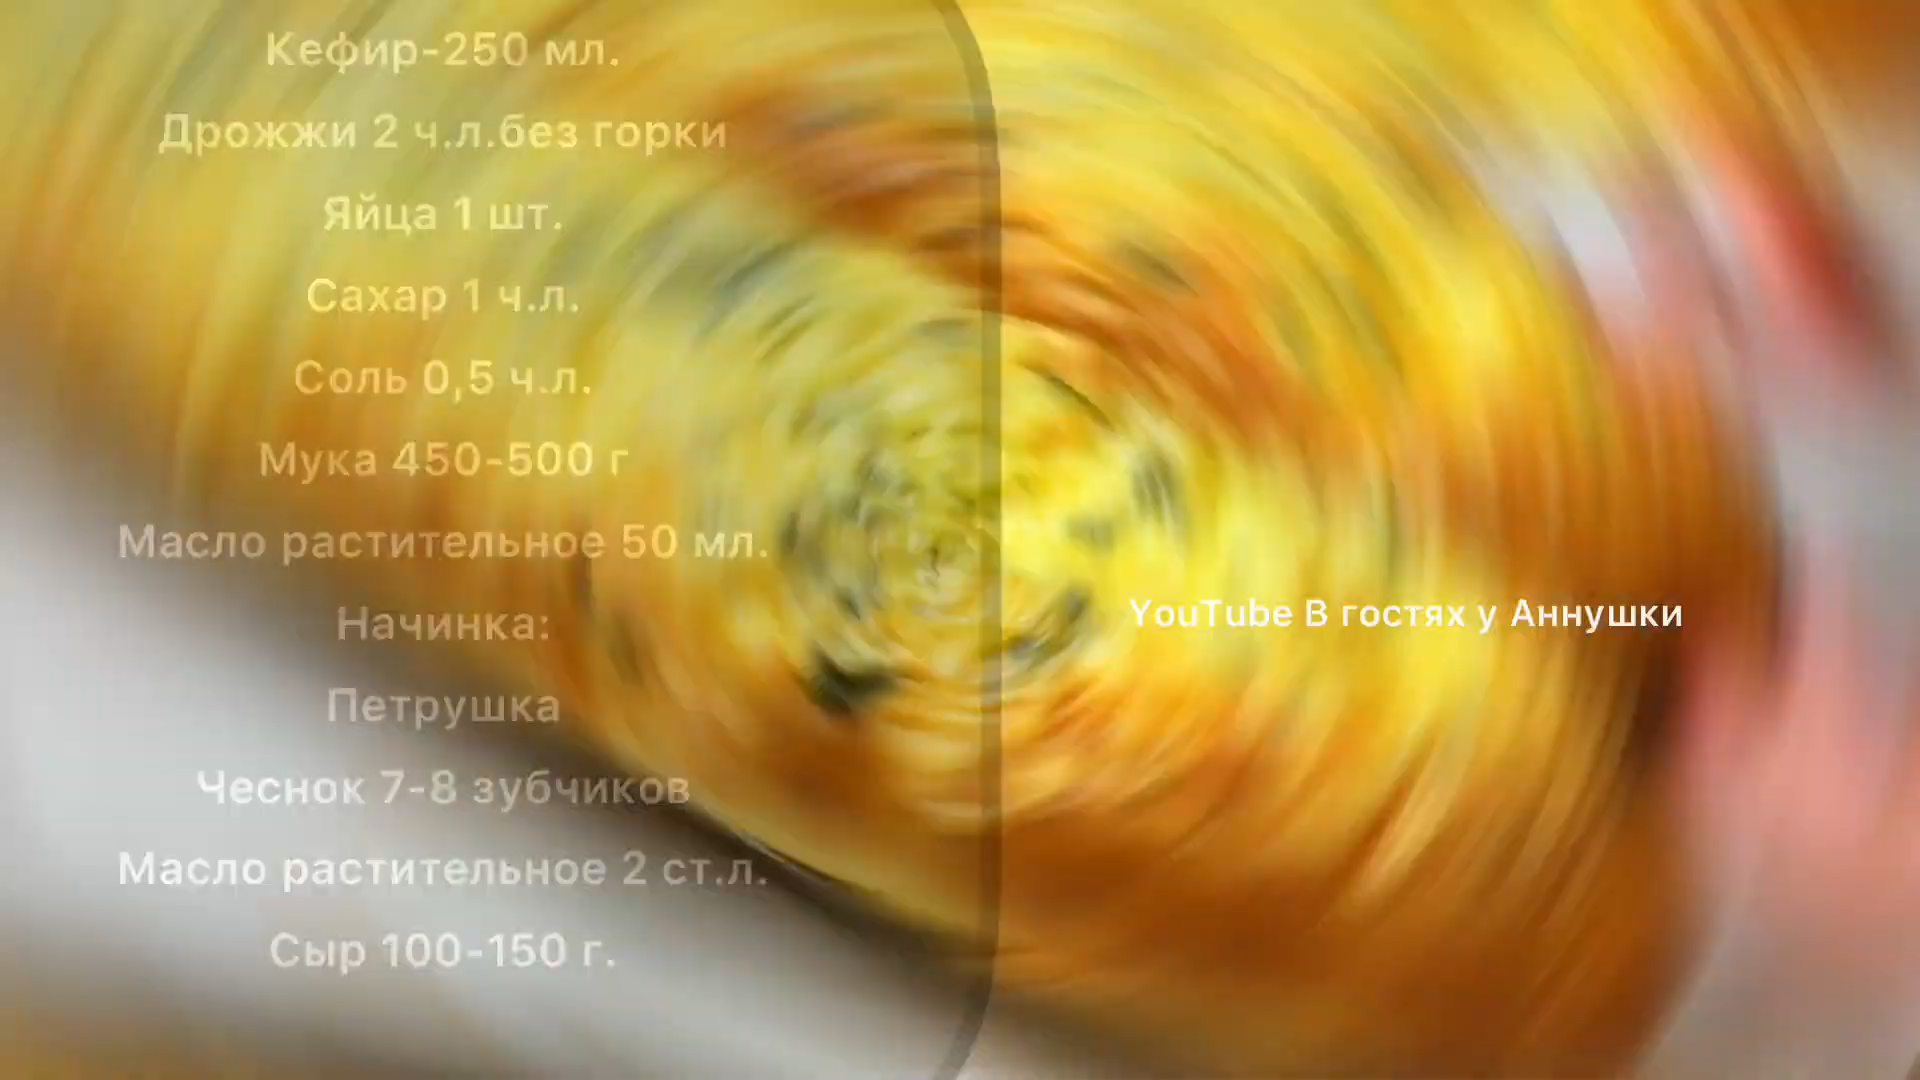 Кефир-250 мл.
Дрожжи 2 ч.л.без горки
Яйца 1 шт.
Сахар 1 ч.л.
Соль 0,5 ч.л.
Мука 450-500 г
Масло растительное 50 мл.
Начинка:
Петрушка
Чеснок 7-8 зубчиков
Масло растительное 2 ст.л.
Сыр 100-150 г.
YouTube В гостях у Аннушки